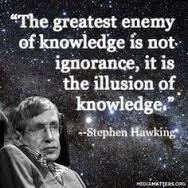 “The greatest enemy
of knowledge is not
ignorance, it is
the illusion of
knowledge.”
--Stephen Hawking
MEDIAMATTERS.ORG